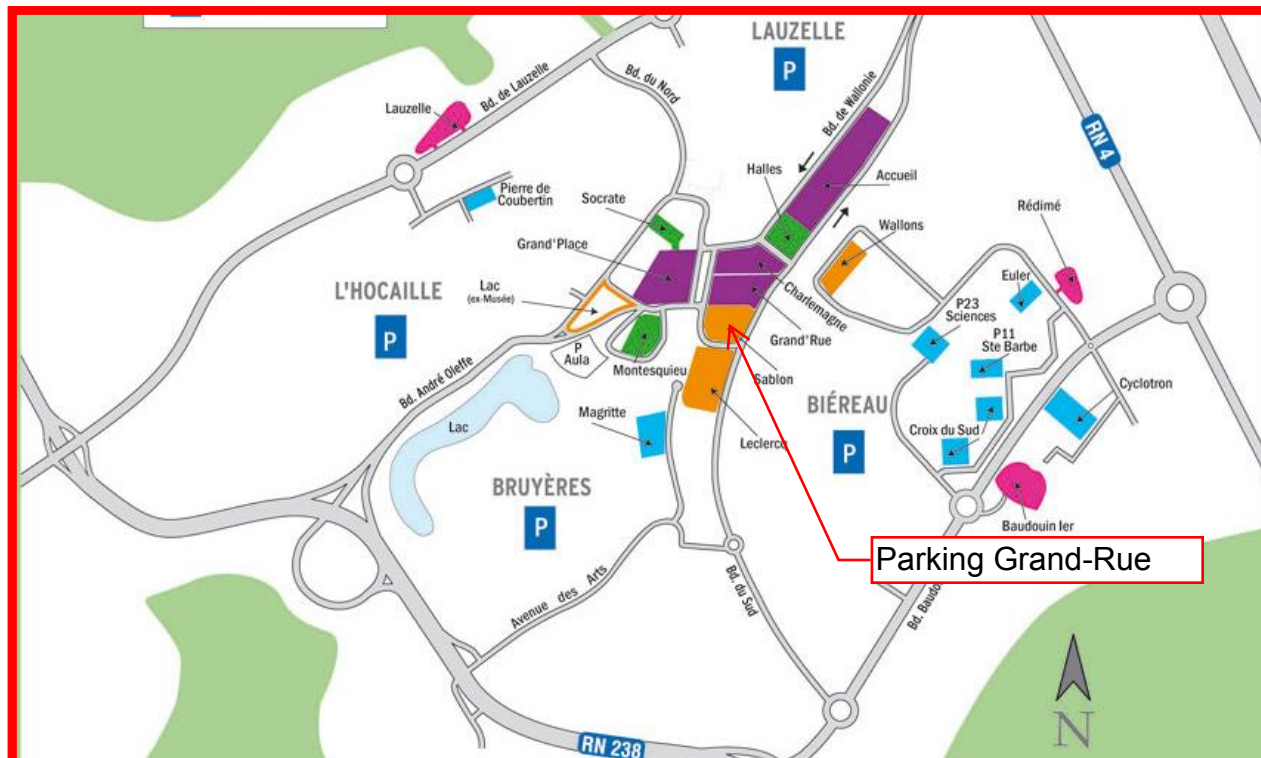 LAUZELLE
P
Bd. de Lauzelle
Bd. du Nord
Bd. de Wallonie
RN 4
Lauzelle
Pierre de
Coubertin
Halles
Accueil
Socrate
Wallons
Rédimé
Grand'Place
Euler
L'HOCAILLE
P
Lac
(ex-Musée)
Charlemagne
P23
Sciences
P11
Ste Barbe
Grand'Rue
P
Aula
Montesquieu
Sablon
Bd. André Oleffe
Cyclotron
BIÉREAU
P
Magritte
Lac
Leclercq
Croix du Sud
BRUYÈRES
P
Baudouin Ier
Parking Grand-Rue
Avenue des Arts
Bd. du Sud
N
RN 238